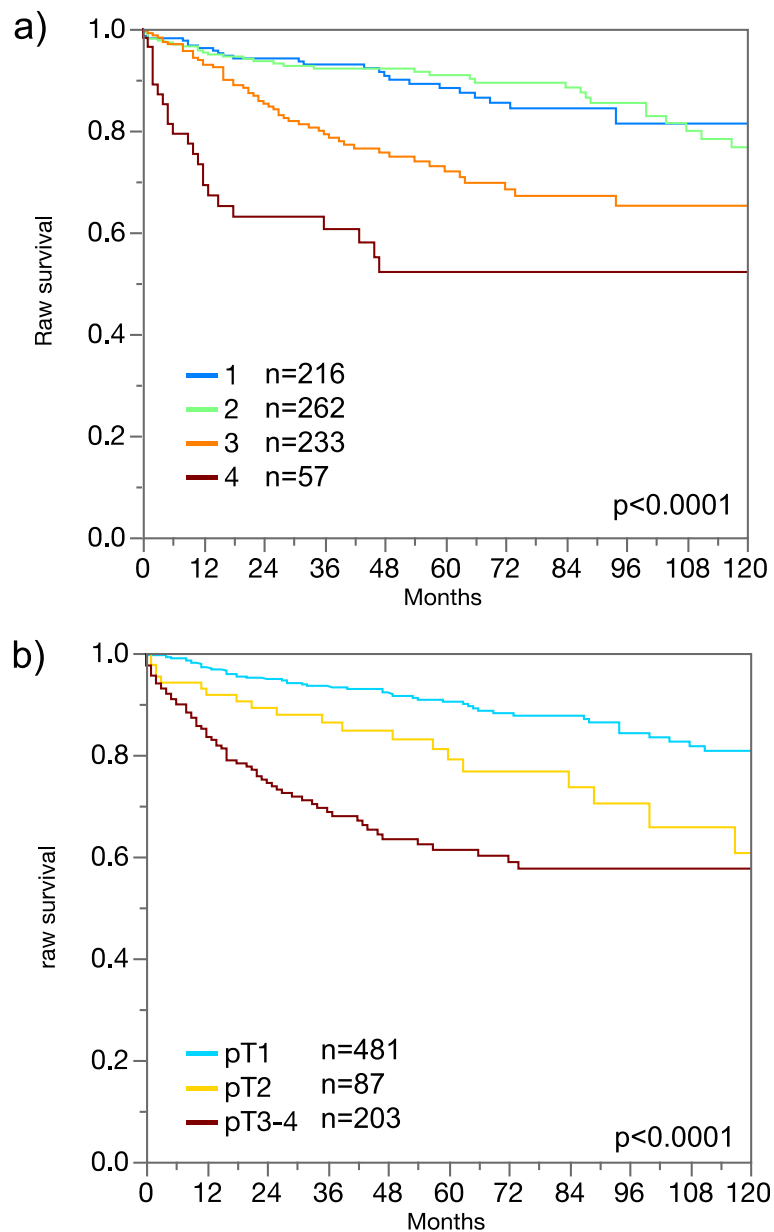 a)
1.0
0.8
0.6
0.4
0.2
0.0
Raw survival
1 n=216
2 n=262
3 n=233
4 n=57
p<0.0001
0 12 24 36 48 60 72 84 96 108 120
Months
b)
1.0
0.8
0.6
0.4
0.2
0.0
raw survival
pT1 n=481
pT2 n=87
pT3-4 n=203
p<0.0001
0 12 24 36 48 60 72 84 96 108 120
Months